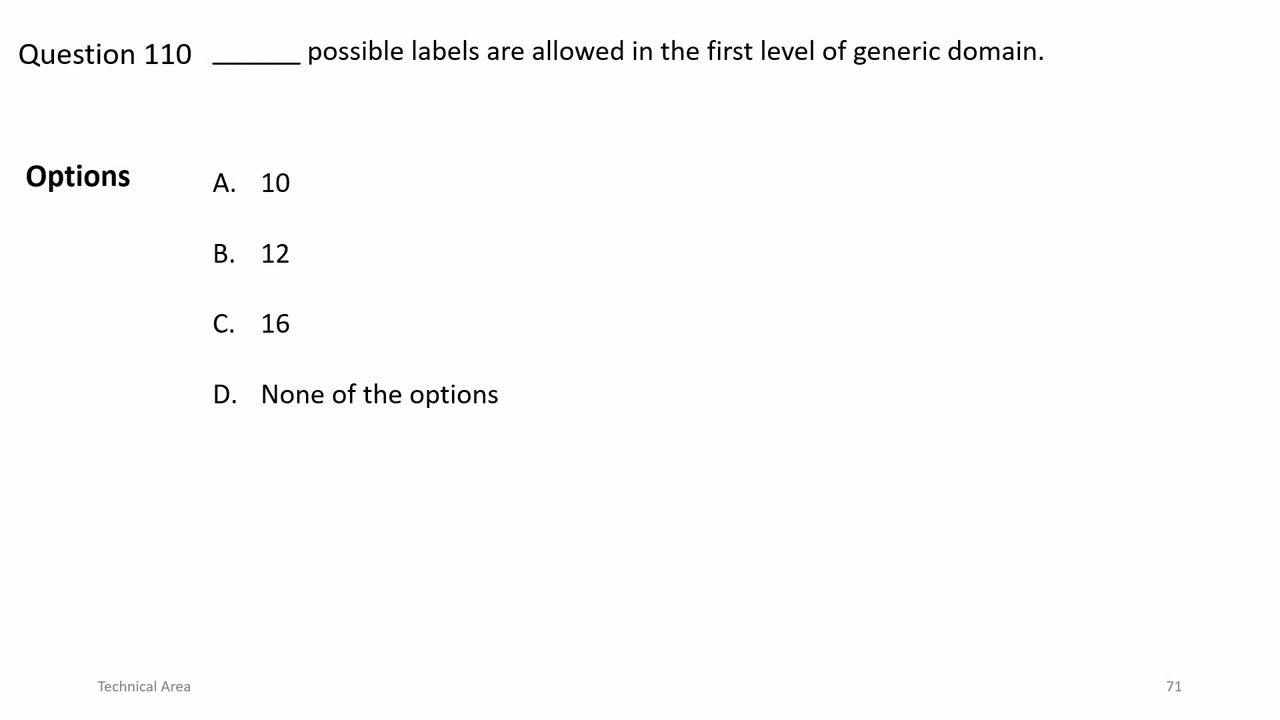 Question 110 ______ possible labels are allowed in the first level of generic domain.
Options
A. 10
B. 12
C. 16
D. None of the options
Technical Area
71